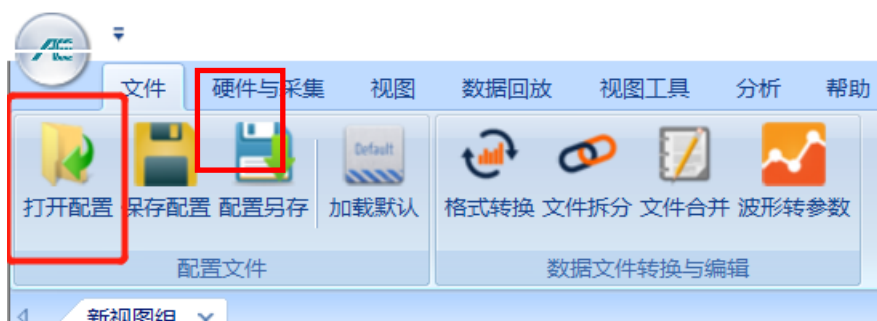 文件 硬件与采集 视图 数据回放 视图工具 分析 帮助
Default
打开配置 保存配置 配置另存 加载默认 格式转换 文件拆分 文件合并 波形转参数
配置文件 数据文件转换与编辑
新视图组